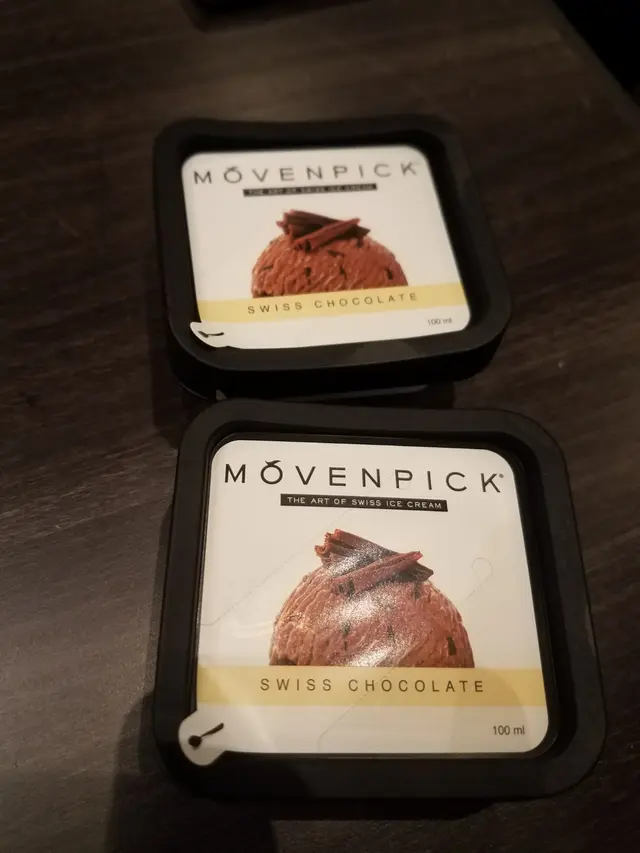 MÖVENPICK
THE ART OF SWISS ICE CREAM
SWISS CHOCOLATE
100 ml
MÖVENPICK®
THE ART OF SWISS ICE CREAM
SWISS CHOCOLATE
100 ml